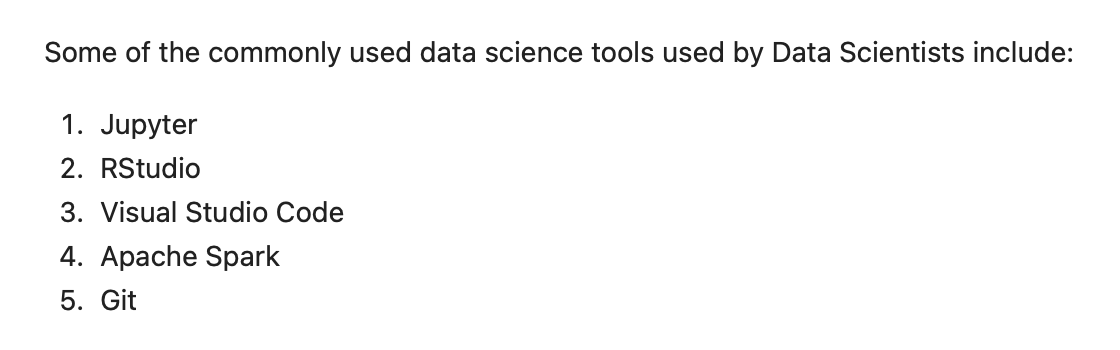 Some of the commonly used data science tools used by Data Scientists include:
1. Jupyter
2. RStudio
3. Visual Studio Code
4. Apache Spark
5. Git